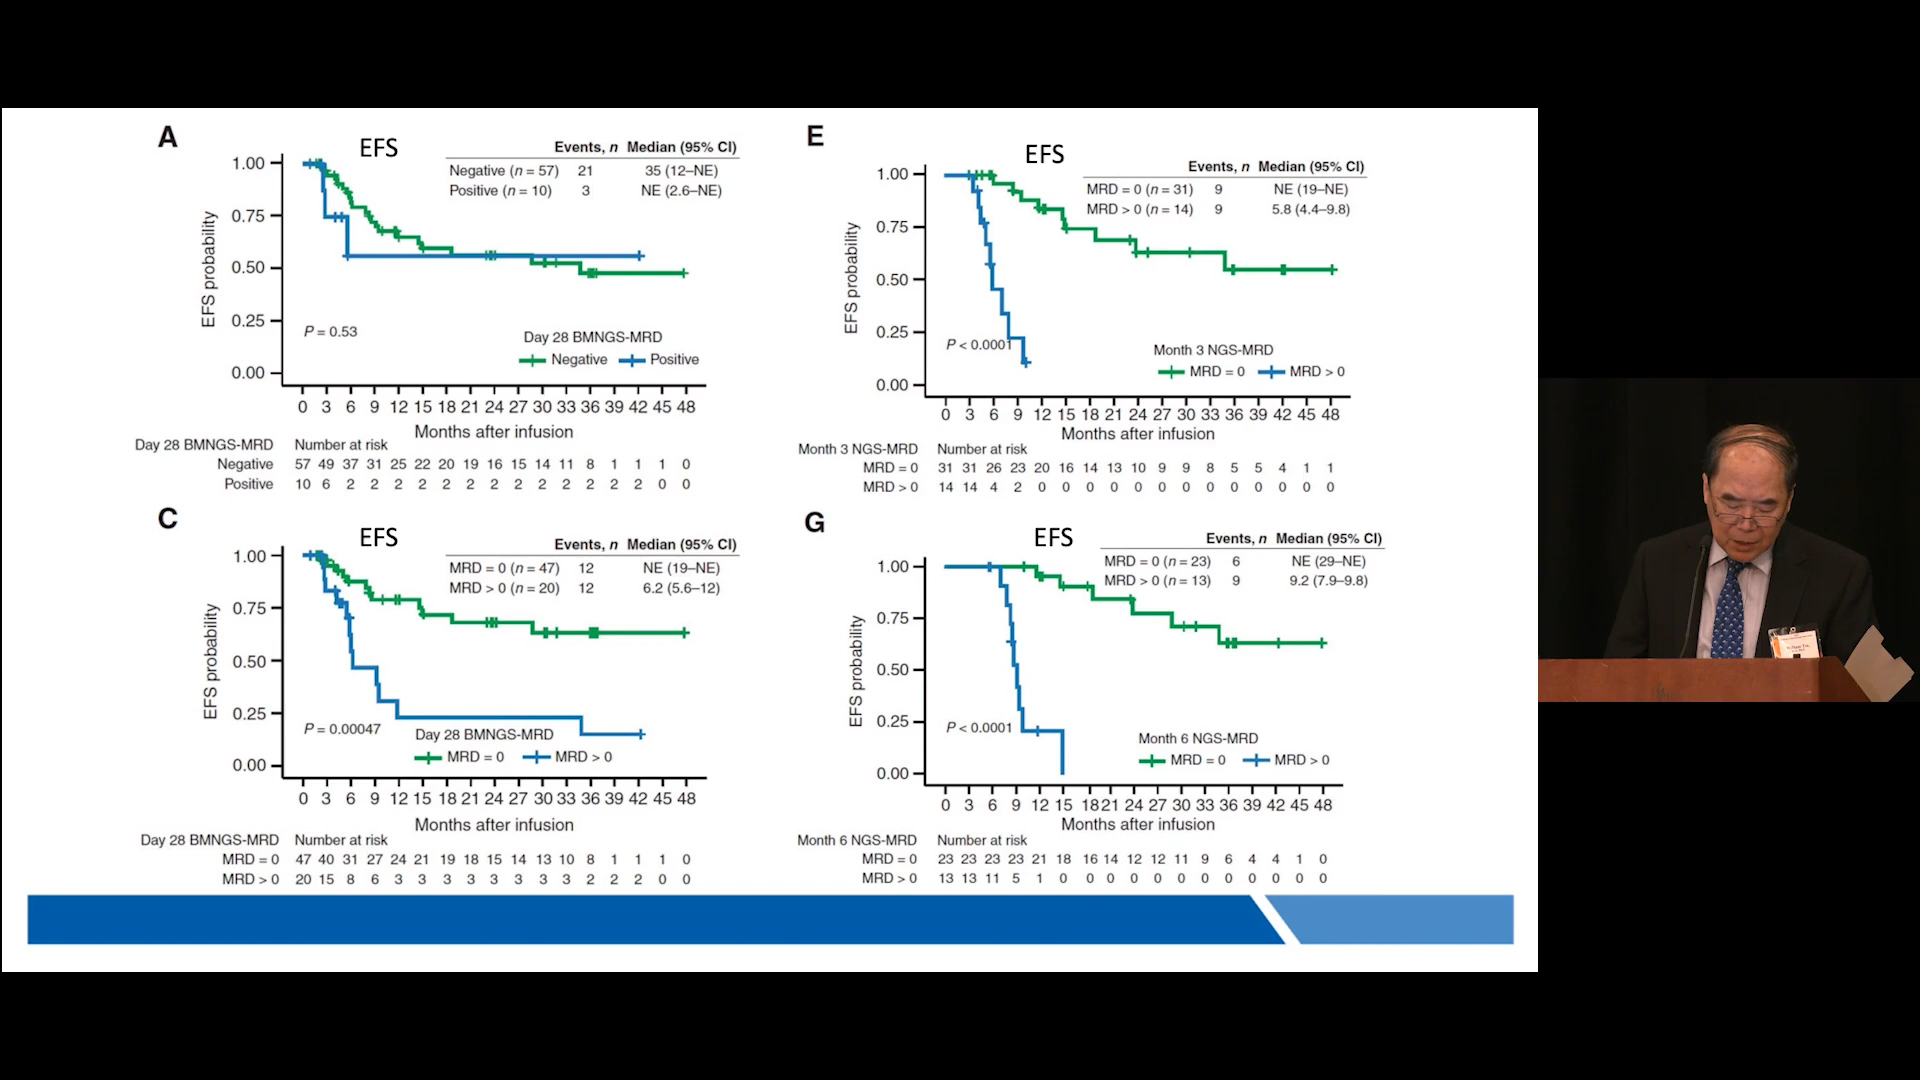 A
EFS
Events, n Median (95% CI)
Negative (n = 57) 21 35 (12–NE)
Positive (n = 10) 3 NE (2.6–NE)
1.00
0.75
0.50
0.25
0.00
EFS probability
P = 0.53
Day 28 BMNGS-MRD
Negative Positive
0 3 6 9 12 15 18 21 24 27 30 33 36 39 42 45 48
Months after infusion
Day 28 BMNGS-MRD Number at risk
Negative 57 49 37 31 25 22 20 19 16 15 14 11 8 1 1 1 0
Positive 10 6 2 2 2 2 2 2 2 2 2 2 2 2 2 0 0
E
EFS
Events, n Median (95% CI)
MRD = 0 (n = 31) 9 NE (19–NE)
MRD > 0 (n = 14) 9 5.8 (4.4–9.8)
1.00
0.75
0.50
0.25
0.00
EFS probability
P < 0.0001
Month 3 NGS-MRD
MRD = 0 MRD > 0
0 3 6 9 12 15 18 21 24 27 30 33 36 39 42 45 48
Months after infusion
Month 3 NGS-MRD Number at risk
MRD = 0 31 31 26 23 20 16 14 13 10 9 9 8 5 5 4 1 1
MRD > 0 14 14 4 2 0 0 0 0 0 0 0 0 0 0 0 0 0
C
EFS
Events, n Median (95% CI)
MRD = 0 (n = 47) 12 NE (19–NE)
MRD > 0 (n = 20) 12 6.2 (5.6–12)
1.00
0.75
0.50
0.25
0.00
EFS probability
P = 0.00047
Day 28 BMNGS-MRD
MRD = 0 MRD > 0
0 3 6 9 12 15 18 21 24 27 30 33 36 39 42 45 48
Months after infusion
Day 28 BMNGS-MRD Number at risk
MRD = 0 47 40 31 27 24 21 19 18 15 14 13 10 8 1 1 1 0
MRD > 0 20 15 8 6 3 3 3 3 3 3 3 3 2 2 2 0 0
G
EFS
Events, n Median (95% CI)
MRD = 0 (n = 23) 6 NE (29–NE)
MRD > 0 (n = 13) 9 9.2 (7.9–9.8)
1.00
0.75
0.50
0.25
0.00
EFS probability
P < 0.0001
Month 6 NGS-MRD
MRD = 0 MRD > 0
0 3 6 9 12 15 18 21 24 27 30 33 36 39 42 45 48
Months after infusion
Month 6 NGS-MRD Number at risk
MRD = 0 23 23 23 23 21 18 16 14 12 12 11 9 6 4 4 1 0
MRD > 0 13 13 11 5 1 0 0 0 0 0 0 0 0 0 0 0 0